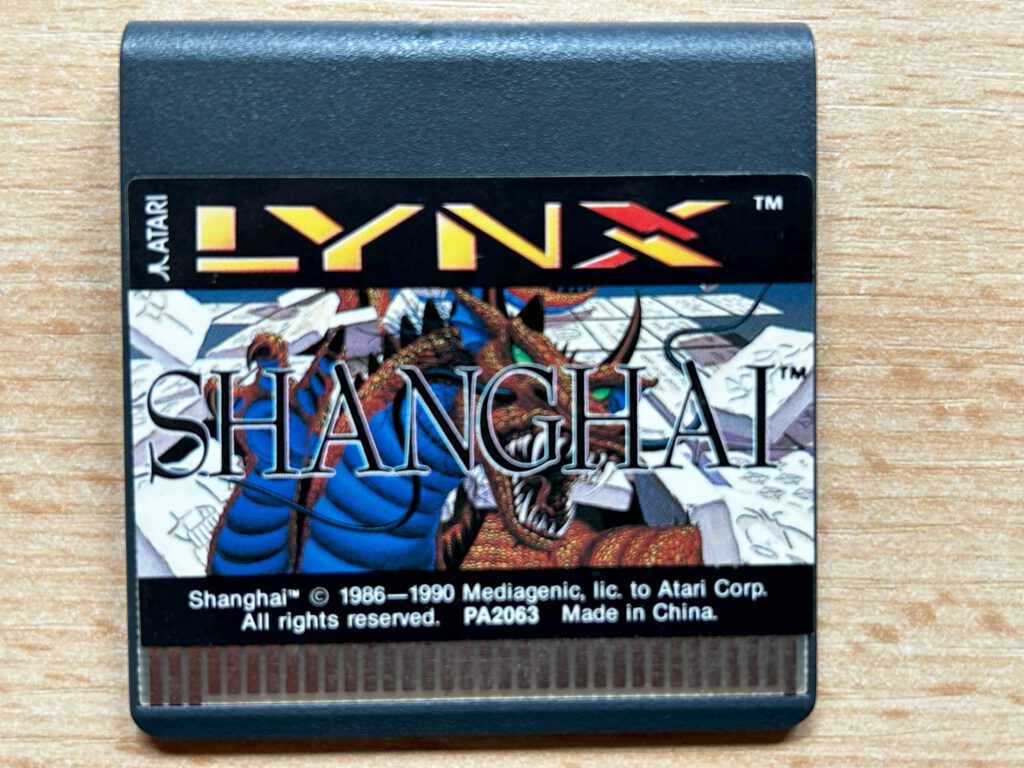 ATARI
LYNX™
SHANGHAI™
Shanghai™ © 1986—1990 Mediagenic, lic. to Atari Corp.
All rights reserved. PA2063 Made in China.